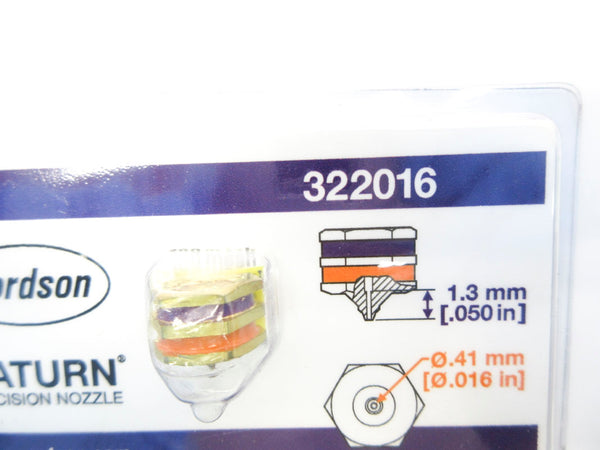 322016
ordson
ATURN®
CISION NOZZLE
1.3 mm
[.050 in]
Ø.41 mm
[Ø.016 in]